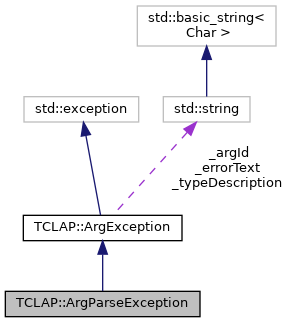 std::basic_string<
Char >
std::exception
std::string
_argId
_errorText
_typeDescription
TCLAP::ArgException
TCLAP::ArgParseException